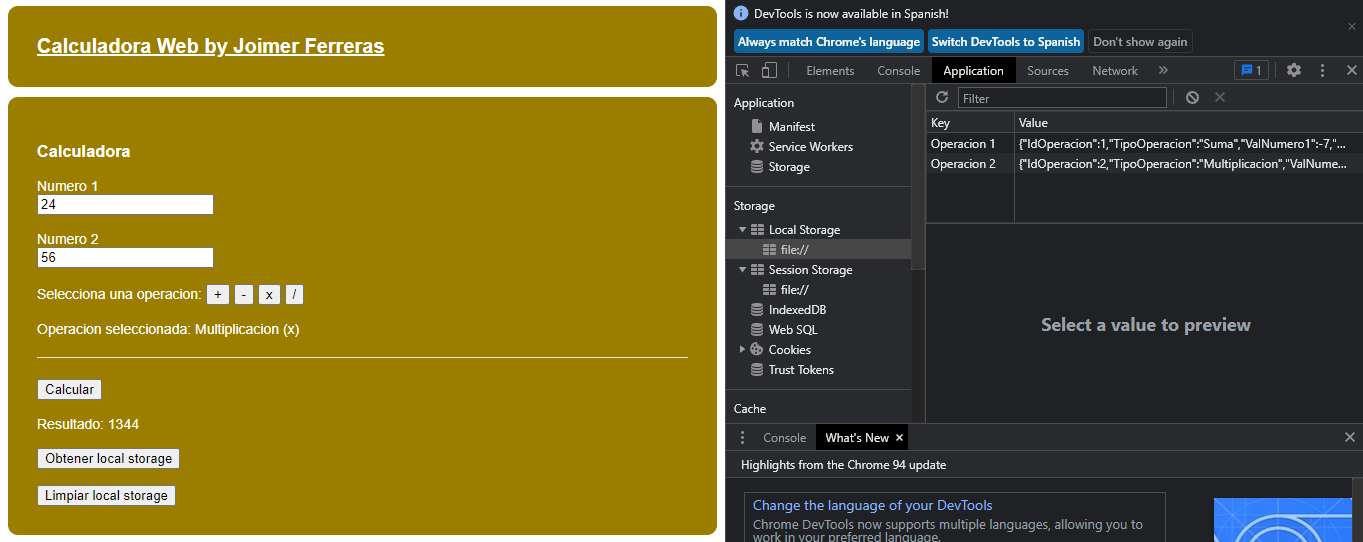 Calculadora Web by Joimer Ferreras
Calculadora
Numero 1
24
Numero 2
56
Selecciona una operacion: + - x /
Operacion seleccionada: Multiplicacion (x)
Calcular
Resultado: 1344
Obtener local storage
Limpiar local storage
DevTools is now available in Spanish!
Always match Chrome's language
Switch DevTools to Spanish
Don't show again
Elements
Console
Application
Sources
Network
1
Application
Manifest
Service Workers
Storage
Storage
Local Storage
file://
Session Storage
file://
IndexedDB
Web SQL
Cookies
Trust Tokens
Cache
Filter
Key Value
Operacion 1 {"IdOperacion":1,"TipoOperacion":"Suma","ValNumero1":-7,"...
Operacion 2 {"IdOperacion":2,"TipoOperacion":"Multiplicacion","ValNume...
Select a value to preview
Console
What's New
Highlights from the Chrome 94 update
Change the language of your DevTools
Chrome DevTools now supports multiple languages, allowing you to
work in your preferred language.